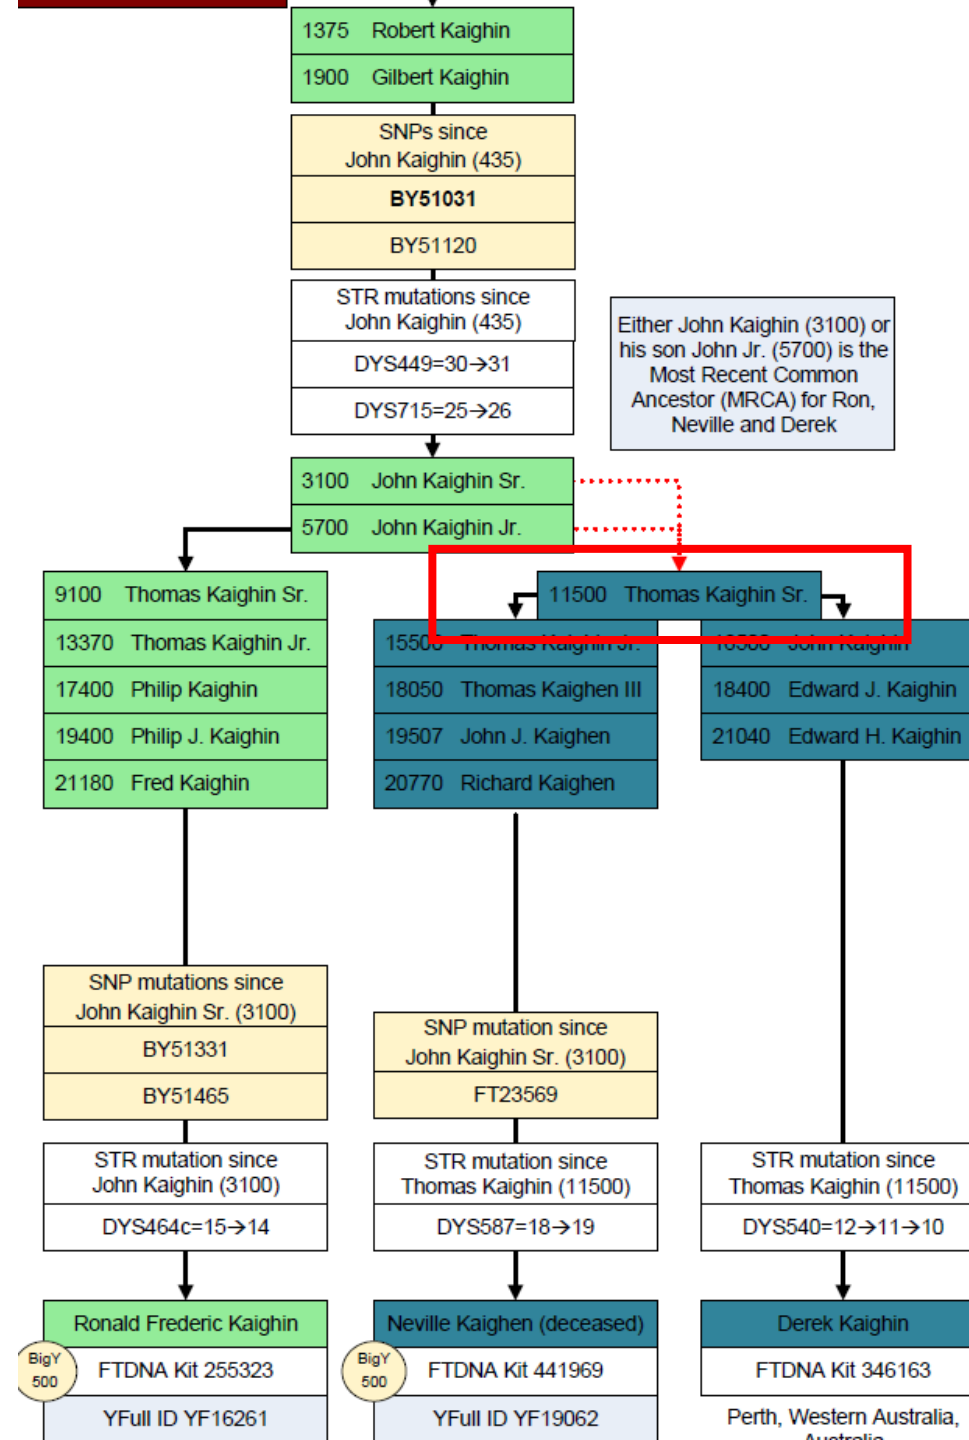 1375 Robert Kaighin
1900 Gilbert Kaighin
SNPs since
John Kaighin (435)
BY51031
BY51120
STR mutations since
John Kaighin (435)
DYS449=30→31
DYS715=25→26
Either John Kaighin (3100) or
his son John Jr. (5700) is the
Most Recent Common
Ancestor (MRCA) for Ron,
Neville and Derek
3100 John Kaighin Sr.
5700 John Kaighin Jr.
9100 Thomas Kaighin Sr.
13370 Thomas Kaighin Jr.
17400 Philip Kaighin
19400 Philip J. Kaighin
21180 Fred Kaighin
11500 Thomas Kaighin Sr.
15500 Thomas Kaighin Jr.
18050 Thomas Kaighen III
19507 John J. Kaighen
20770 Richard Kaighen
John Kaighin
18400 Edward J. Kaighin
21040 Edward H. Kaighin
SNP mutations since
John Kaighin Sr. (3100)
BY51331
BY51465
STR mutation since
John Kaighin (3100)
DYS464c=15→14
Ronald Frederic Kaighin
BigY
500
FTDNA Kit 255323
YFull ID YF16261
SNP mutation since
John Kaighin Sr. (3100)
FT23569
STR mutation since
Thomas Kaighin (11500)
DYS587=18→19
Neville Kaighen (deceased)
BigY
500
FTDNA Kit 441969
YFull ID YF19062
STR mutation since
Thomas Kaighin (11500)
DYS540=12→11→10
Derek Kaighin
FTDNA Kit 346163
Perth, Western Australia,
Australia